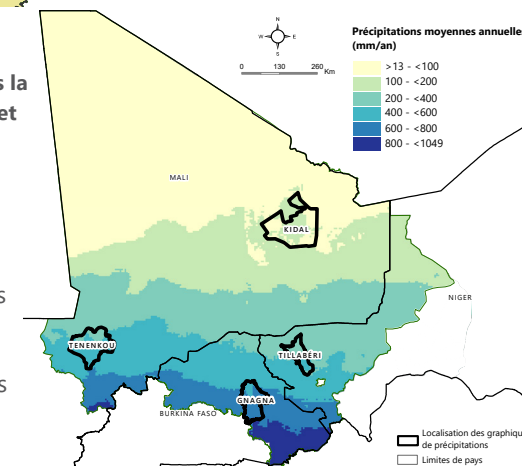 s la
et
s
s
N
W E
S
0 130 260
Km
Précipitations moyennes annuelles
(mm/an)
>13 - <100
100 - <200
200 - <400
400 - <600
600 - <800
800 - <1049
MALI
KIDAL
NIGER
TENENKOU
TILLABÉRI
GNAGNA
BURKINA FASO
Localisation des graphiqu
de précipitations
Limites de pays